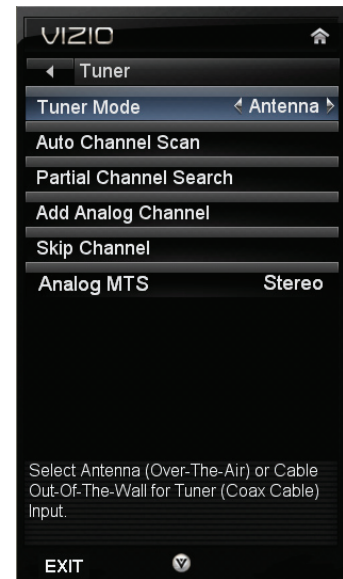 VIZIO
Tuner
Tuner Mode Antenna
Auto Channel Scan
Partial Channel Search
Add Analog Channel
Skip Channel
Analog MTS Stereo
Select Antenna (Over-The-Air) or Cable
Out-Of-The-Wall for Tuner (Coax Cable)
Input.
EXIT